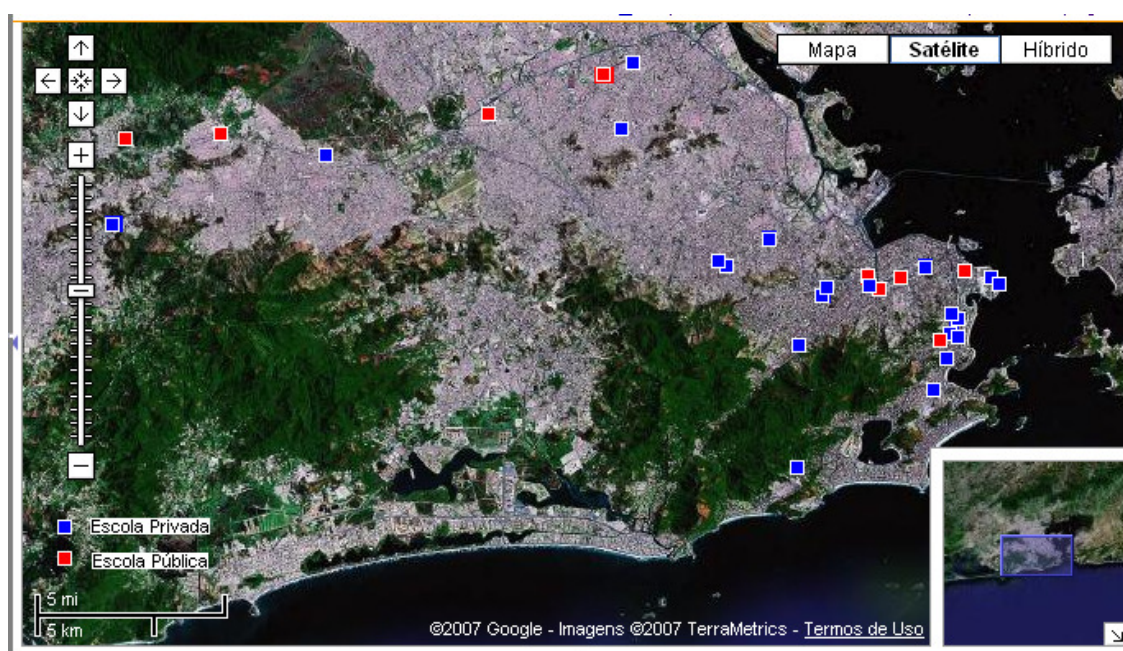 Mapa
Satélite
Híbrido
Escola Privada
Escola Pública
5 mi
5 km
©2007 Google - Imagens ©2007 TerraMetrics - Termos de Uso